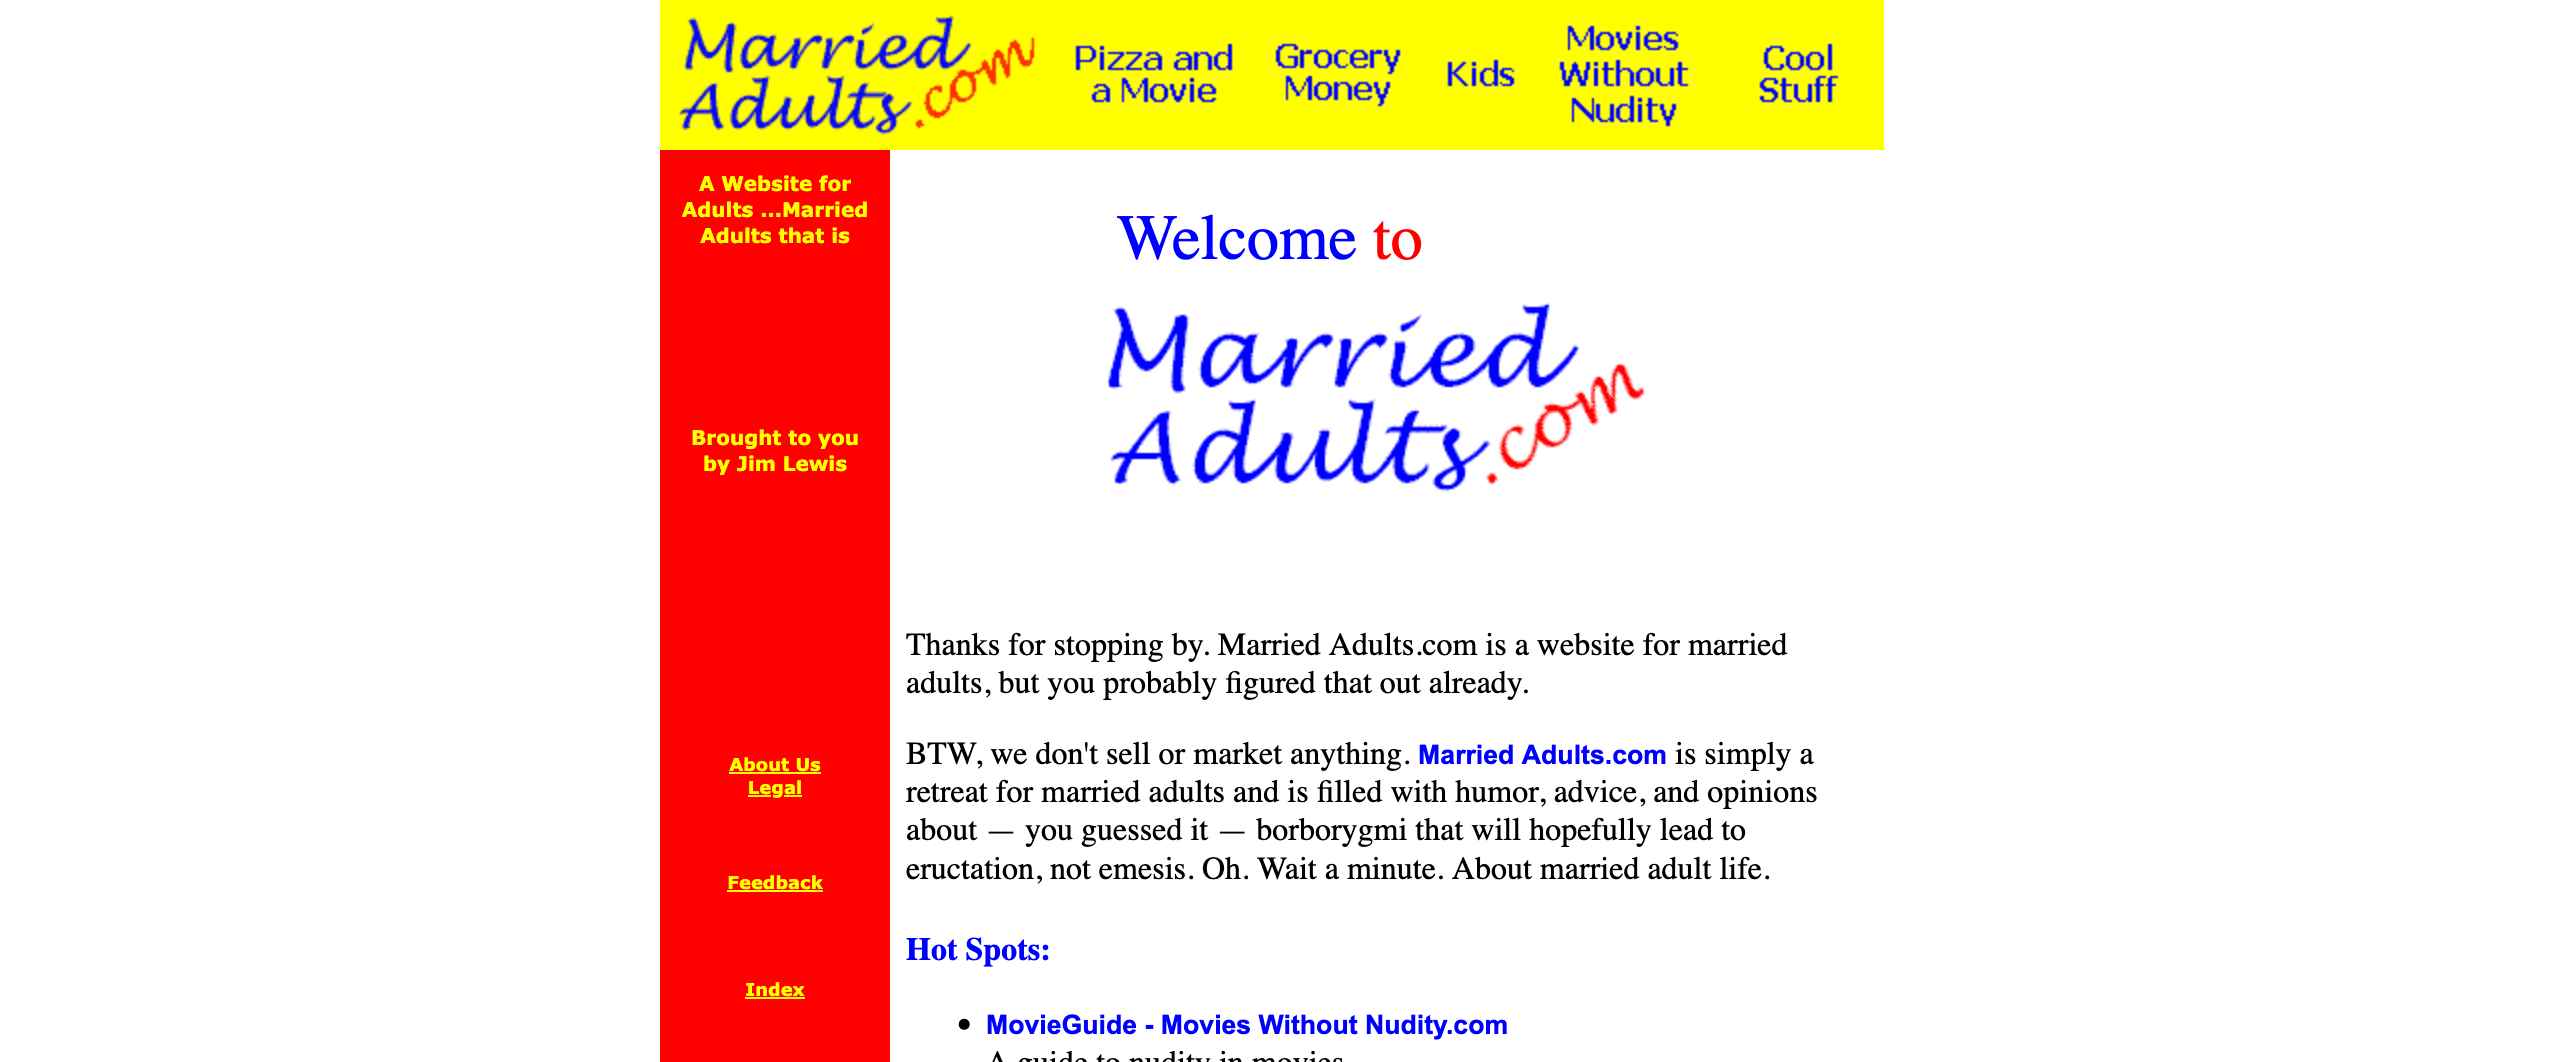 Married
Adults.com
Pizza and
a Movie
Grocery
Money
Kids
Movies
Without
Nudity
Cool
Stuff
A Website for
Adults ...Married
Adults that is
Brought to you
by Jim Lewis
About Us
Legal
Feedback
Index
Welcome to
Married
Adults.com
Thanks for stopping by. Married Adults.com is a website for married
adults, but you probably figured that out already.
BTW, we don't sell or market anything. Married Adults.com is simply a
retreat for married adults and is filled with humor, advice, and opinions
about — you guessed it — borborygmi that will hopefully lead to
eructation, not emesis. Oh. Wait a minute. About married adult life.
Hot Spots:
• MovieGuide - Movies Without Nudity.com
A guide to nudity in movies